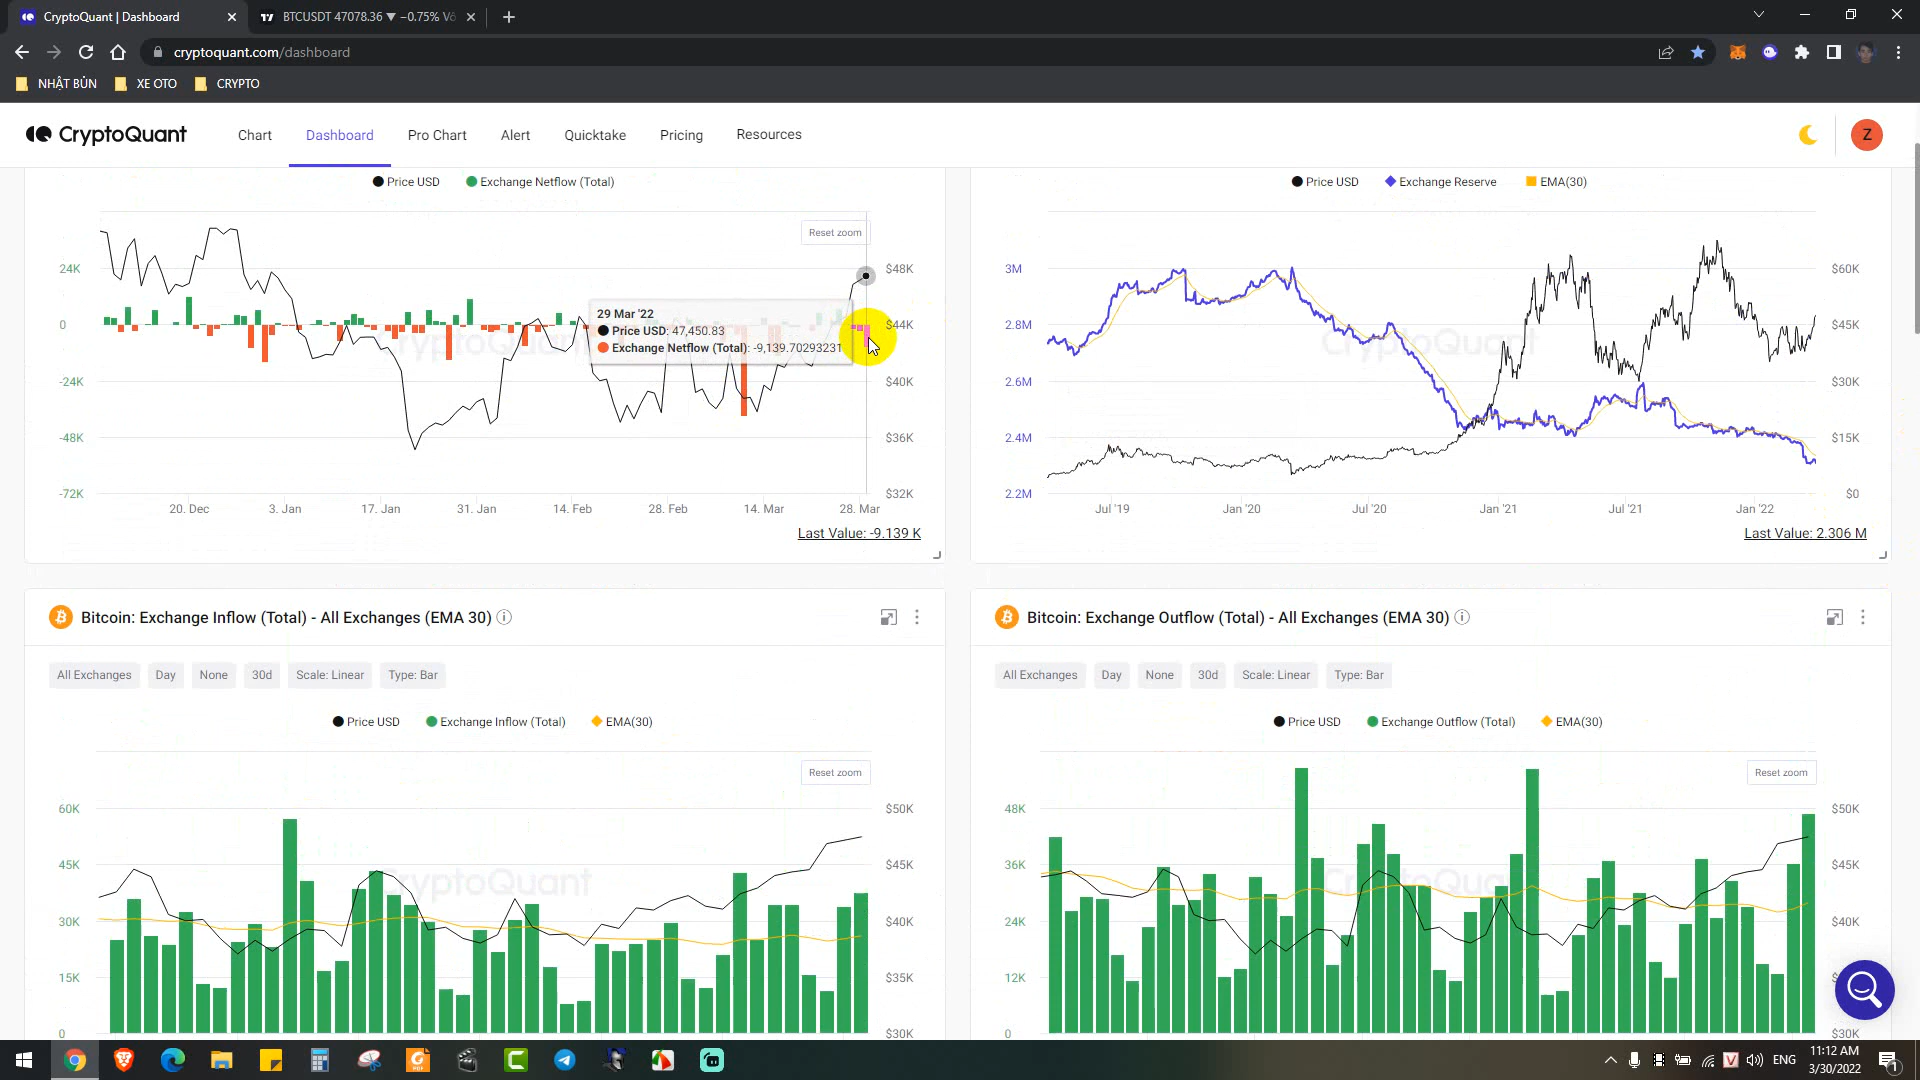 CryptoQuant | Dashboard
BTCUSDT 47078.36 ▼ −0.75% Vô
cryptoquant.com/dashboard
NHẬT BỦN
XE OTO
CRYPTO
CryptoQuant
Chart
Dashboard
Pro Chart
Alert
Quicktake
Pricing
Resources
Z
Price USD
Exchange Netflow (Total)
Reset zoom
24K
0
-24K
-48K
-72K
$48K
$44K
$40K
$36K
$32K
29 Mar '22
Price USD: 47,450.83
Exchange Netflow (Total): -9,139.70293231
20. Dec
3. Jan
17. Jan
31. Jan
14. Feb
28. Feb
14. Mar
28. Mar
Last Value: -9.139 K
Price USD
Exchange Reserve
EMA(30)
CryptoQuant
3M
2.8M
2.6M
2.4M
2.2M
$60K
$45K
$30K
$15K
$0
Jul '19
Jan '20
Jul '20
Jan '21
Jul '21
Jan '22
Last Value: 2.306 M
Bitcoin: Exchange Inflow (Total) - All Exchanges (EMA 30)
All Exchanges
Day
None
30d
Scale: Linear
Type: Bar
Price USD
Exchange Inflow (Total)
EMA(30)
Reset zoom
CryptoQuant
60K
45K
30K
15K
0
$50K
$45K
$40K
$35K
$30K
Bitcoin: Exchange Outflow (Total) - All Exchanges (EMA 30)
All Exchanges
Day
None
30d
Scale: Linear
Type: Bar
Price USD
Exchange Outflow (Total)
EMA(30)
Reset zoom
CryptoQuant
48K
36K
24K
12K
0
$50K
$45K
$40K
$30K
ENG
11:12 AM
3/30/2022
1